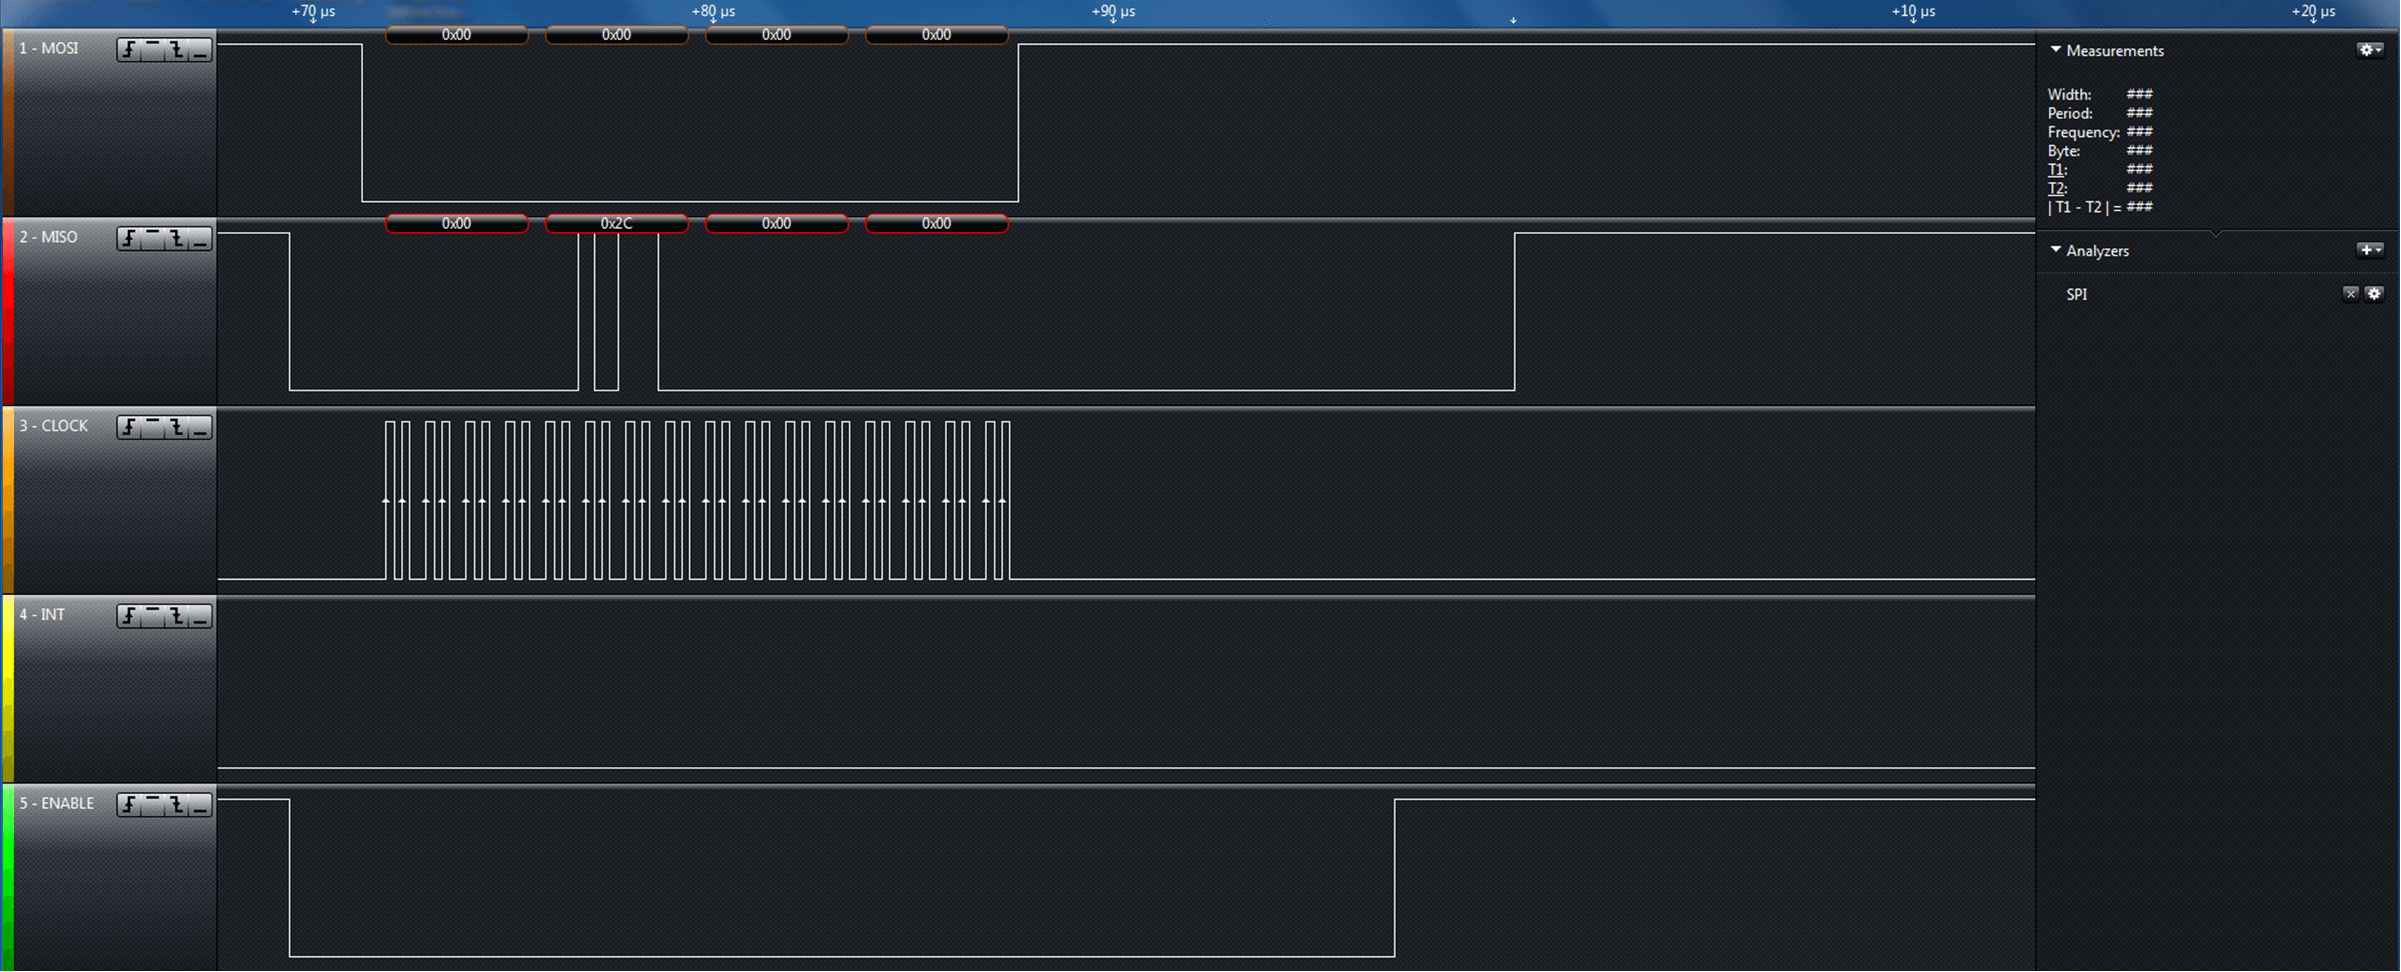 +70 µs +80 µs +90 µs +10 µs +20 µs
1 - MOSI
0x00 0x00 0x00 0x00
2 - MISO
0x00 0x2C 0x00 0x00
3 - CLOCK
4 - INT
5 - ENABLE
Measurements
Width: ###
Period: ###
Frequency: ###
Byte: ###
T1: ###
T2: ###
| T1 - T2 | = ###
Analyzers
SPI